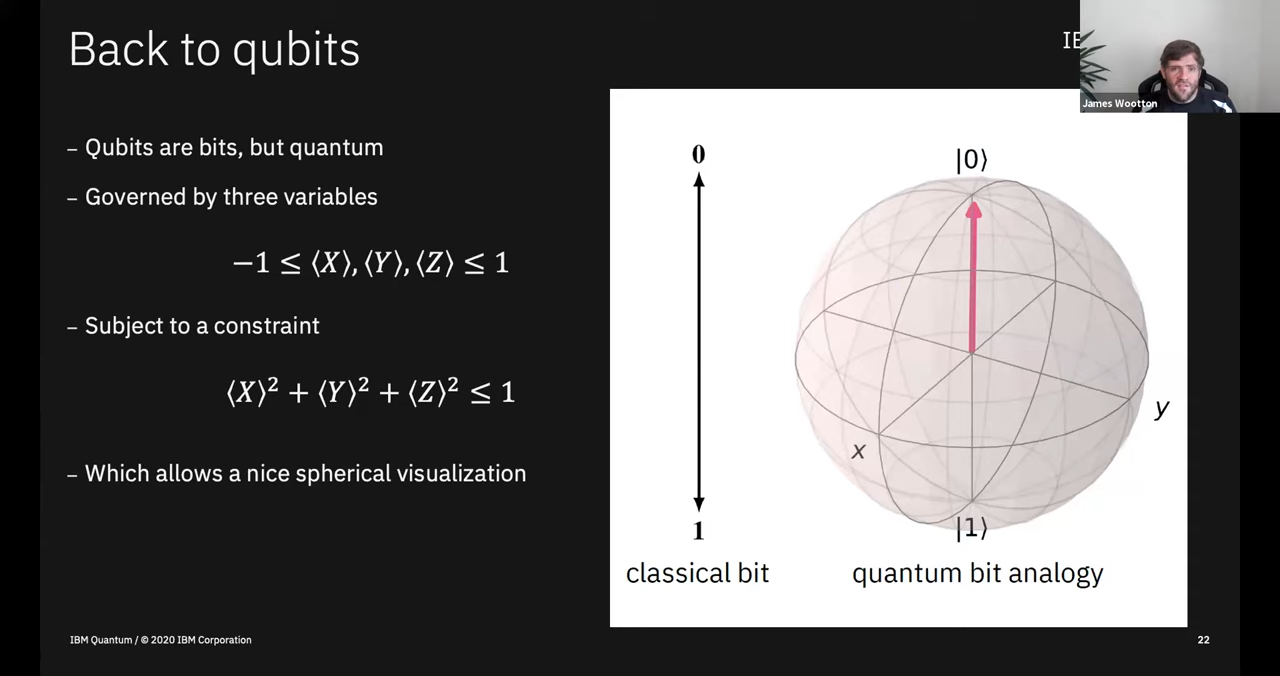 Back to qubits
IB
James Wootton
– Qubits are bits, but quantum
– Governed by three variables
−1 ≤ ⟨X⟩, ⟨Y⟩, ⟨Z⟩ ≤ 1
– Subject to a constraint
⟨X⟩² + ⟨Y⟩² + ⟨Z⟩² ≤ 1
– Which allows a nice spherical visualization
0
1
classical bit
|0⟩
x
y
|1⟩
quantum bit analogy
IBM Quantum / © 2020 IBM Corporation
22